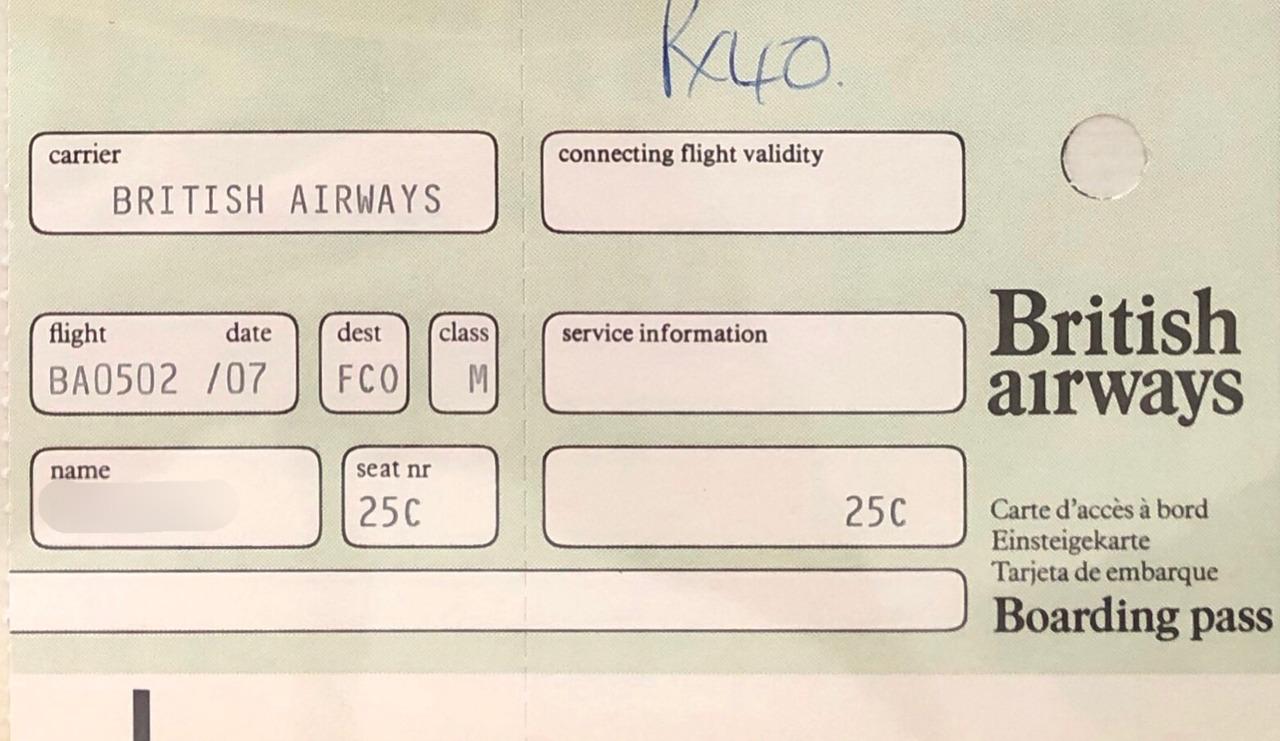 Rx40.
carrier
BRITISH AIRWAYS
connecting flight validity
flight date
BA0502 /07
dest
FCO
class
M
service information
British
aırways
name
seat nr
25C
25C
Carte d'accès à bord
Einsteigekarte
Tarjeta de embarque
Boarding pass